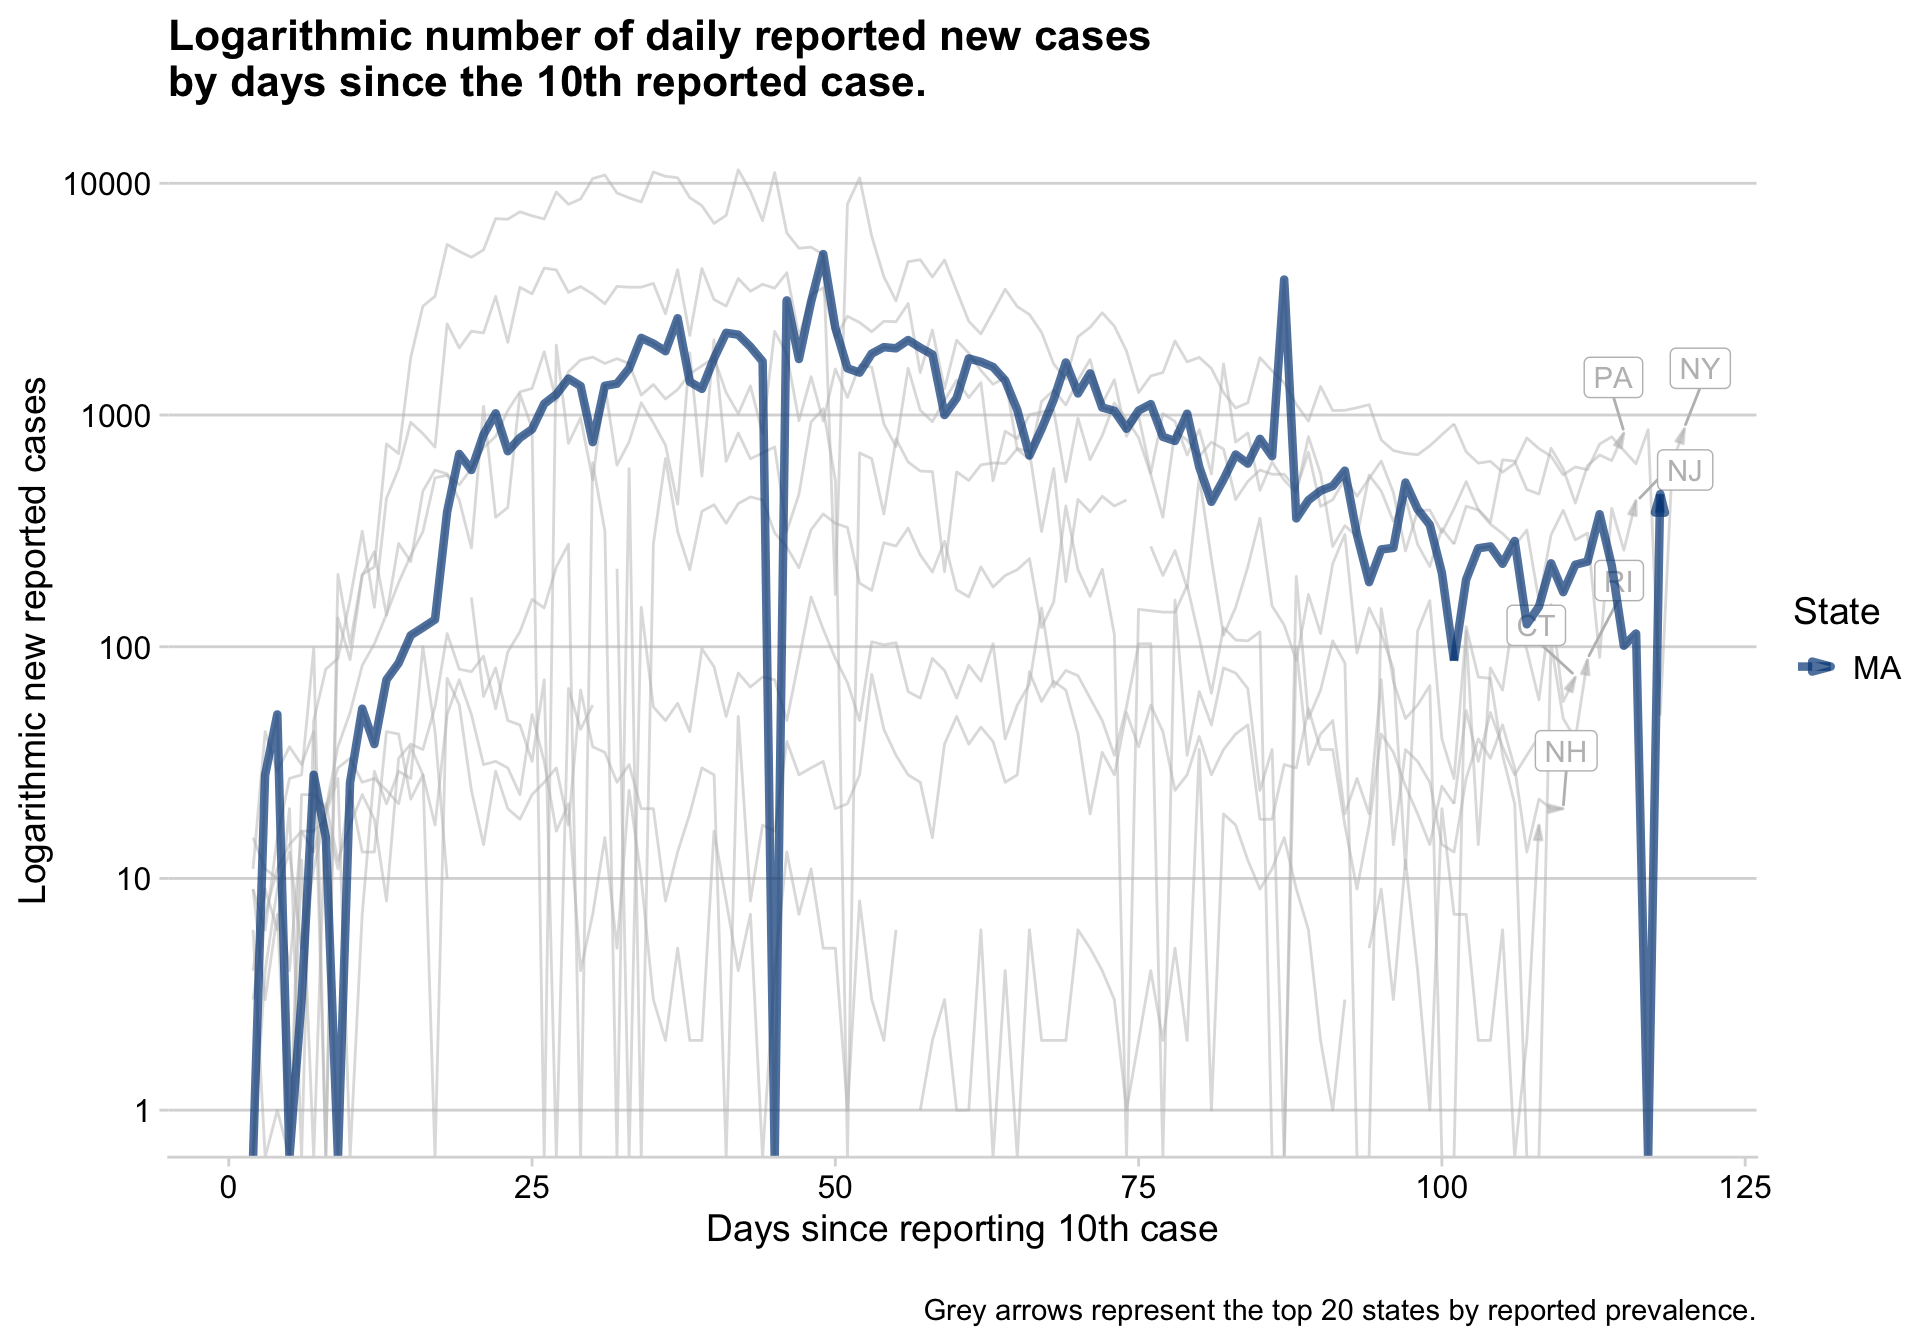 Logarithmic number of daily reported new cases
by days since the 10th reported case.
Logarithmic new reported cases
10000
1000
100
10
1
PA
NY
NJ
RI
CT
NH
State
MA
0
25
50
75
100
125
Days since reporting 10th case
Grey arrows represent the top 20 states by reported prevalence.